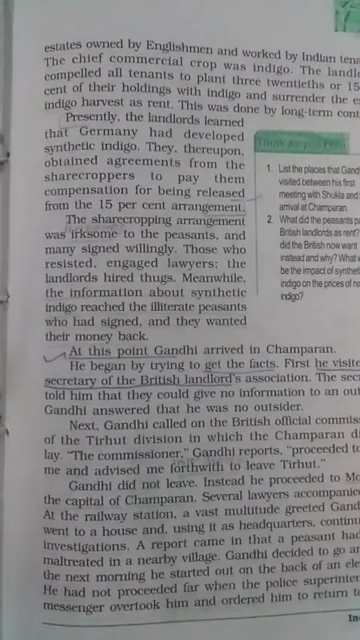 estates owned by Englishmen and worked by Indian
The chief commercial crop was indigo. The
compelled all tenants to plant three twentieths or 15
cent of their holdings with indigo and surrender the
indigo harvest as rent. This was done by long-term
Presently, the landlords learned
that Germany had developed
synthetic indigo. They, thereupon,
obtained agreements from the
sharecroppers to pay them
compensation for being released
from the 15 per cent arrangement.
The sharecropping arrangement
was irksome to the peasants, and
many signed willingly. Those who
resisted, engaged lawyers; the
landlords hired thugs. Meanwhile,
the information about synthetic
indigo reached the illiterate peasants
who had signed, and they wanted
their money back.
1. List the places that
visited between his first
meeting with Shukla and
arrival at Champaran.
2. What did the peasants
British landlords as rent?
did the British now want
instead and why? What
be the impact of
indigo on the prices of
indigo?
At this point Gandhi arrived in Champaran.
He began by trying to get the facts. First he
secretary of the British landlord's association. The
told him that they could give no information to an
Gandhi answered that he was no outsider.
Next, Gandhi called on the British official
of the Tirhut division in which the Champaran
lay. "The commissioner," Gandhi reports, "proceeded
me and advised me forthwith to leave Tirhut."
Gandhi did not leave. Instead he proceeded to
the capital of Champaran. Several lawyers
At the railway station, a vast multitude greeted
went to a house and, using it as headquarters,
investigations. A report came in that a peasant
maltreated in a nearby village. Gandhi decided to go
the next morning he started out on the back of an
He had not proceeded far when the police
messenger overtook him and ordered him to return